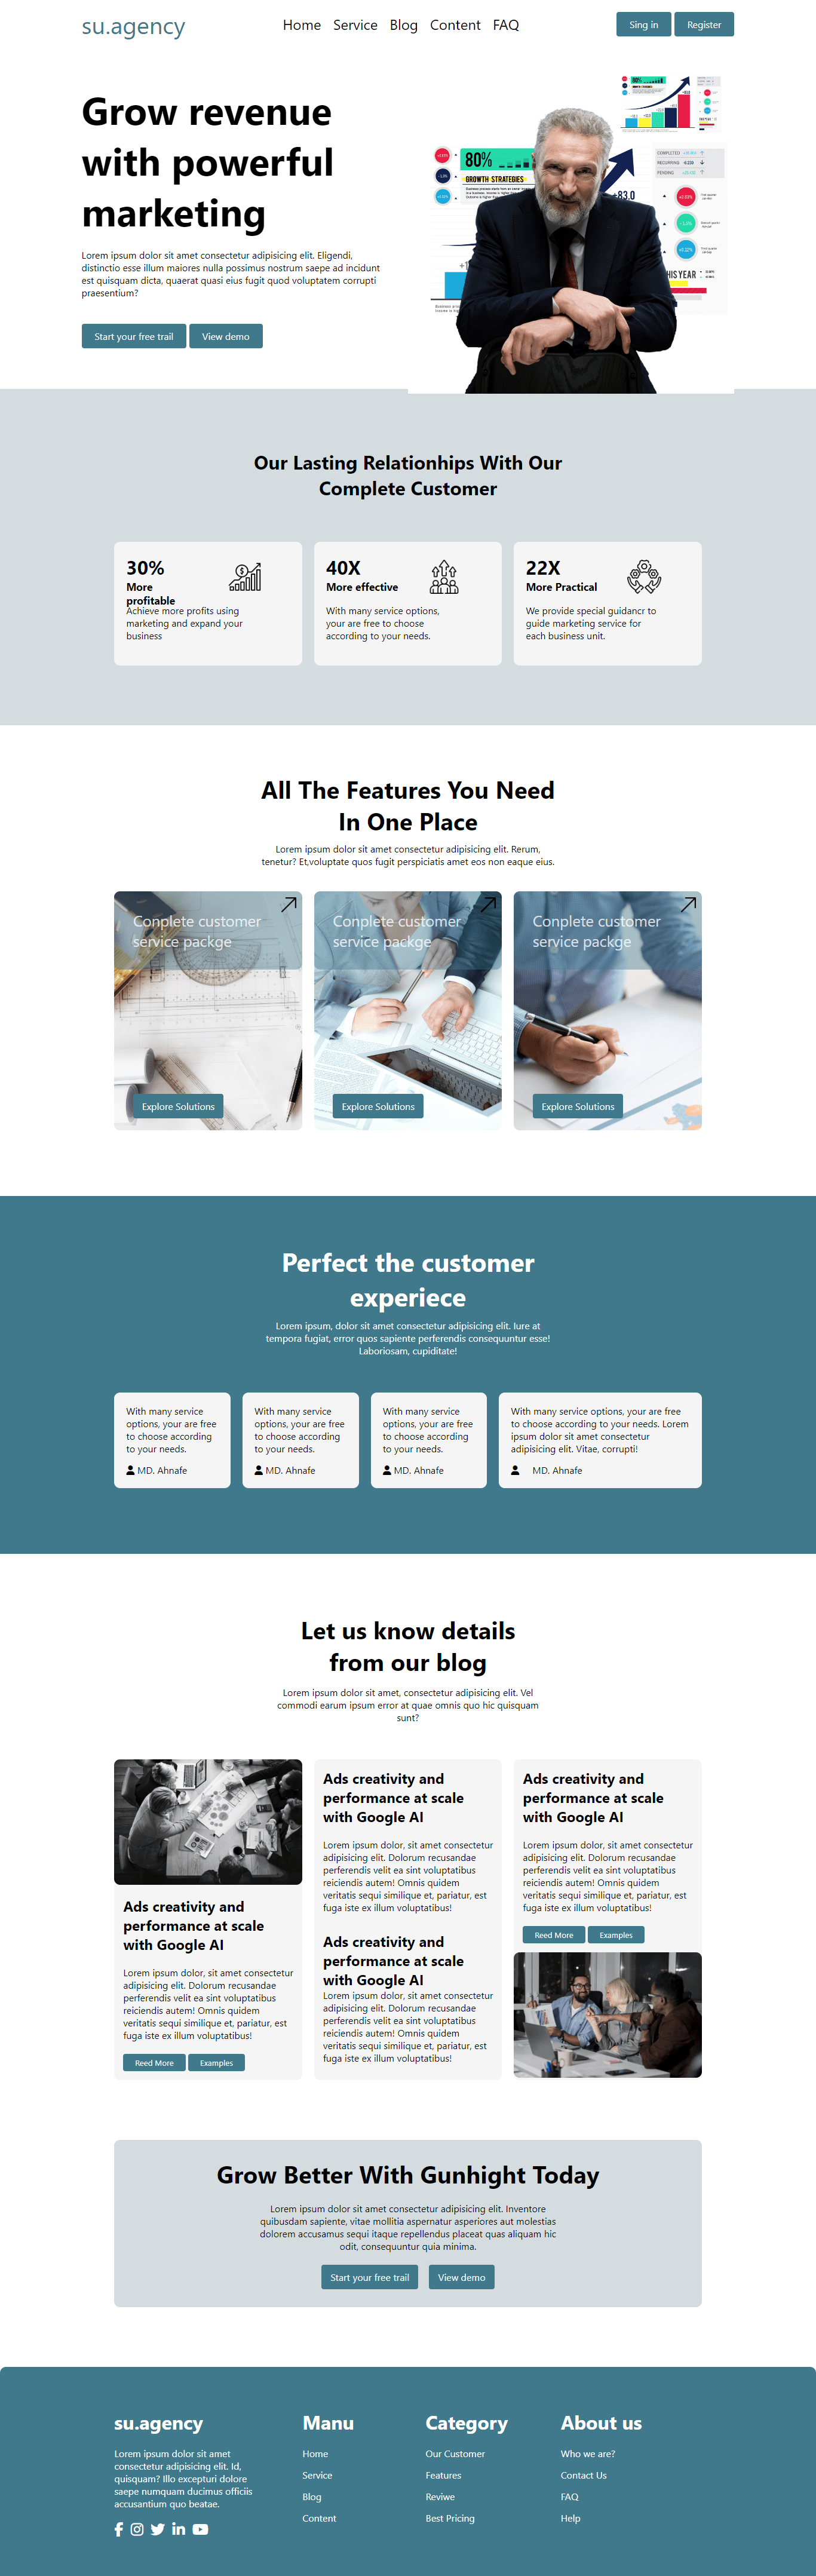 su.agency
Home Service Blog Content FAQ
Sing in Register
Grow revenue
with powerful
marketing
Lorem ipsum dolor sit amet consectetur adipisicing elit. Eligendi,
distinctio esse illum maiores nulla possimus nostrum saepe ad incidunt
est quisquam dicta, quaerat quasi eius fugit quod voluptatem corrupti
praesentium?
Start your free trail View demo
80%
GROWTH STRATEGIES
+83.0
COMPLETED
RECURRING
PENDING
HIS YEAR
Our Lasting Relationhips With Our
Complete Customer
30%
More
profitable
Achieve more profits using
marketing and expand your
business
40X
More effective
With many service options,
your are free to choose
according to your needs.
22X
More Practical
We provide special guidancr to
guide marketing service for
each business unit.
All The Features You Need
In One Place
Lorem ipsum dolor sit amet consectetur adipisicing elit. Rerum,
tenetur? Et,voluptate quos fugit perspiciatis amet eos non eaque eius.
Conplete customer
service packge
Explore Solutions
Conplete customer
service packge
Explore Solutions
Conplete customer
service packge
Explore Solutions
Perfect the customer
experiece
Lorem ipsum, dolor sit amet consectetur adipisicing elit. Iure at
tempora fugiat, error quos sapiente perferendis consequuntur esse!
Laboriosam, cupiditate!
With many service
options, your are free
to choose according
to your needs.
MD. Ahnafe
With many service
options, your are free
to choose according
to your needs.
MD. Ahnafe
With many service
options, your are free
to choose according
to your needs.
MD. Ahnafe
With many service options, your are free
to choose according to your needs. Lorem
ipsum dolor sit amet consectetur
adipisicing elit. Vitae, corrupti!
MD. Ahnafe
Let us know details
from our blog
Lorem ipsum dolor sit amet, consectetur adipisicing elit. Vel
commodi earum ipsum error at quae omnis quo hic quisquam
sunt?
Ads creativity and
performance at scale
with Google AI
Lorem ipsum dolor, sit amet consectetur
adipisicing elit. Dolorum recusandae
perferendis velit ea sint voluptatibus
reiciendis autem! Omnis quidem
veritatis sequi similique et, pariatur, est
fuga iste ex illum voluptatibus!
Reed More Examples
Ads creativity and
performance at scale
with Google AI
Lorem ipsum dolor, sit amet consectetur
adipisicing elit. Dolorum recusandae
perferendis velit ea sint voluptatibus
reiciendis autem! Omnis quidem
veritatis sequi similique et, pariatur, est
fuga iste ex illum voluptatibus!
Ads creativity and
performance at scale
with Google AI
Lorem ipsum dolor, sit amet consectetur
adipisicing elit. Dolorum recusandae
perferendis velit ea sint voluptatibus
reiciendis autem! Omnis quidem
veritatis sequi similique et, pariatur, est
fuga iste ex illum voluptatibus!
Ads creativity and
performance at scale
with Google AI
Lorem ipsum dolor, sit amet consectetur
adipisicing elit. Dolorum recusandae
perferendis velit ea sint voluptatibus
reiciendis autem! Omnis quidem
veritatis sequi similique et, pariatur, est
fuga iste ex illum voluptatibus!
Reed More Examples
Grow Better With Gunhight Today
Lorem ipsum dolor sit amet consectetur adipisicing elit. Inventore
quibusdam sapiente, vitae mollitia aspernatur asperiores aut molestias
dolorem accusamus sequi itaque repellendus placeat quas aliquam hic
odit, consequuntur quia minima.
Start your free trail View demo
su.agency
Lorem ipsum dolor sit amet
consectetur adipisicing elit. Id,
quisquam? Illo excepturi dolore
saepe numquam ducimus officiis
accusantium quo beatae.
Manu
Home
Service
Blog
Content
Category
Our Customer
Features
Reviwe
Best Pricing
About us
Who we are?
Contact Us
FAQ
Help